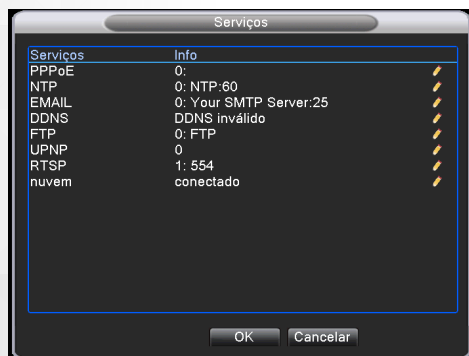 Serviços
Serviços Info
PPPoE 0:
NTP 0: NTP:60
EMAIL 0: Your SMTP Server:25
DDNS DDNS inválido
FTP 0: FTP
UPNP 0
RTSP 1: 554
nuvem conectado
OK Cancelar